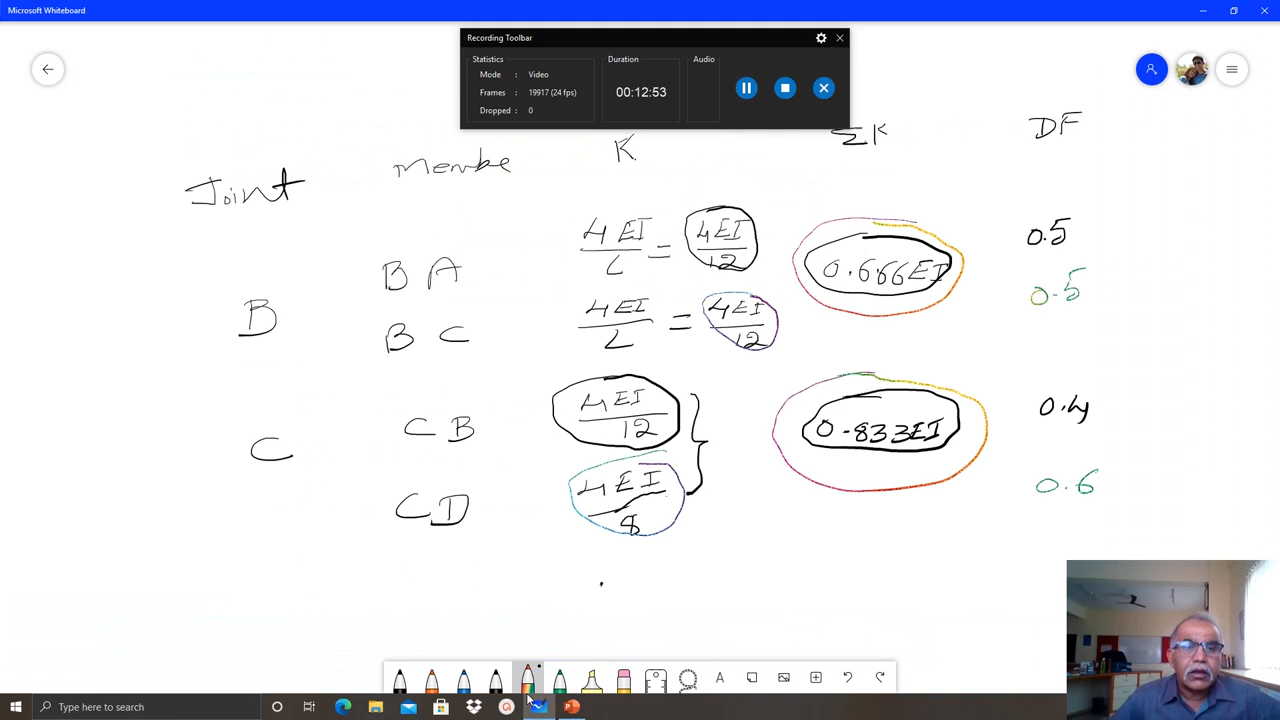 Microsoft Whiteboard
Recording Toolbar
Statistics
Duration
Audio
Mode : Video
Frames : 19917 (24 fps)
Dropped : 0
00:12:53
Joint
Membe
K
ΣK
DF
B
BA
4EI/L = 4EI/12
0.666EI
0.5
BC
4EI/L = 4EI/12
0.5
C
CB
4EI/12
0.833EI
0.4
CD
4EI/8
0.6
A
Type here to search